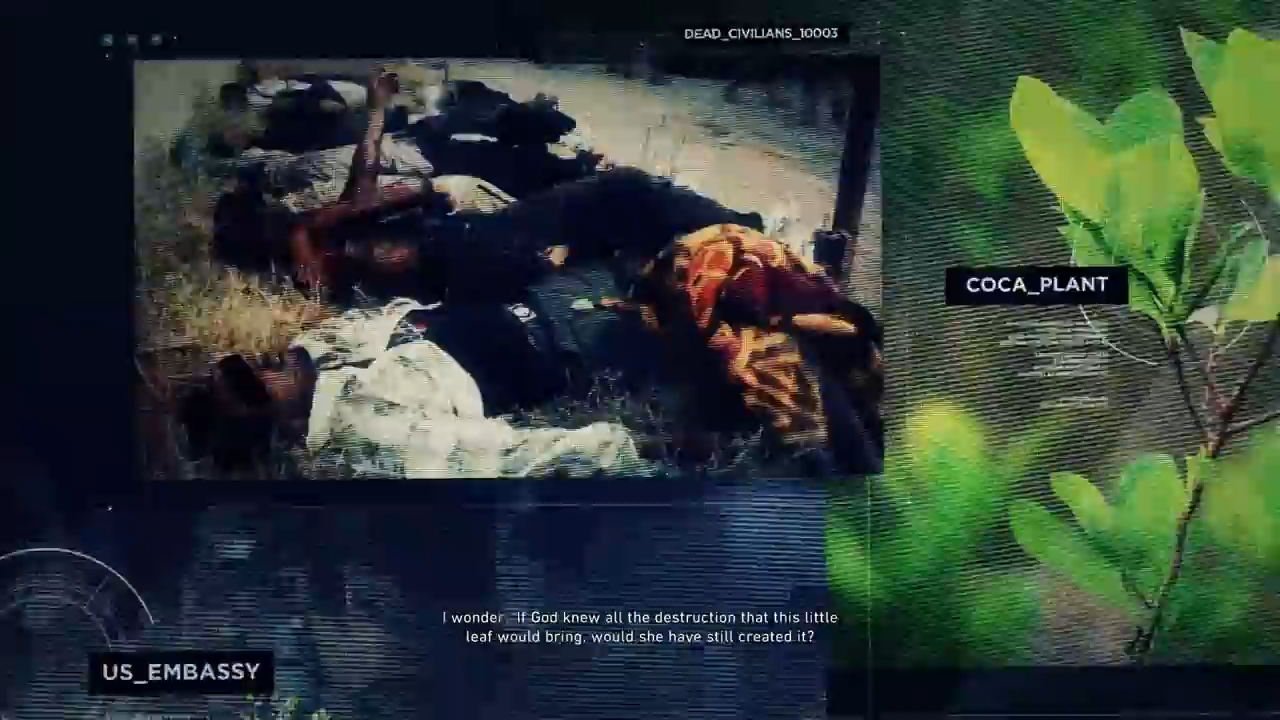 DEAD_CIVILIANS_10003
COCA_PLANT
I wonder. If God knew all the destruction that this little
leaf would bring, would she have still created it?
US_EMBASSY